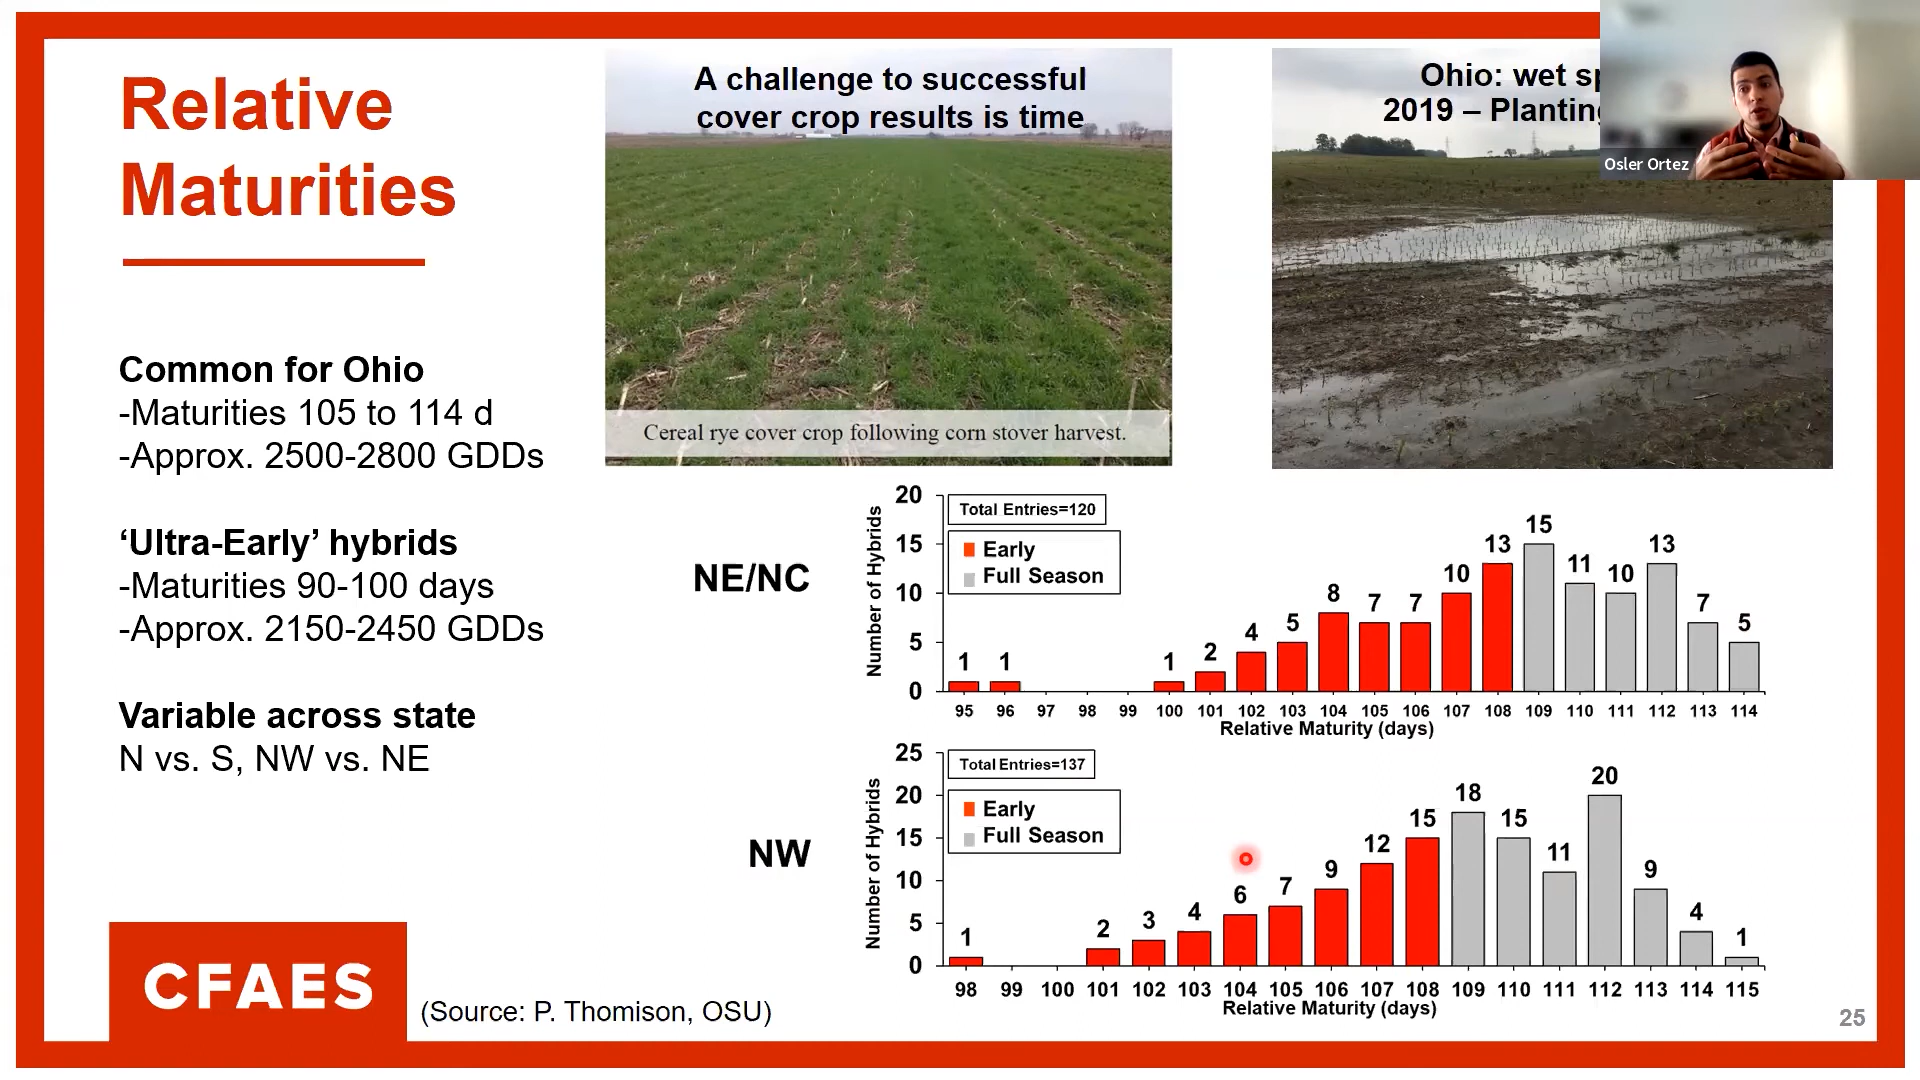 Relative
Maturities
Common for Ohio
-Maturities 105 to 114 d
-Approx. 2500-2800 GDDs
‘Ultra-Early’ hybrids
-Maturities 90-100 days
-Approx. 2150-2450 GDDs
Variable across state
N vs. S, NW vs. NE
CFAES
(Source: P. Thomison, OSU)
A challenge to successful
cover crop results is time
Cereal rye cover crop following corn stover harvest.
Ohio: wet
2019 – Planting
Osler Ortez
NE/NC
Number of Hybrids
20
15
10
5
0
Total Entries=120
Early
Full Season
1 1 1 2 4 5 8 7 7 10 13 15 11 10 13 7 5
95 96 97 98 99 100 101 102 103 104 105 106 107 108 109 110 111 112 113 114
Relative Maturity (days)
NW
Number of Hybrids
25
20
15
10
5
0
Total Entries=137
Early
Full Season
1 2 3 4 6 7 9 12 15 18 15 11 20 9 4 1
98 99 100 101 102 103 104 105 106 107 108 109 110 111 112 113 114 115
Relative Maturity (days)
25